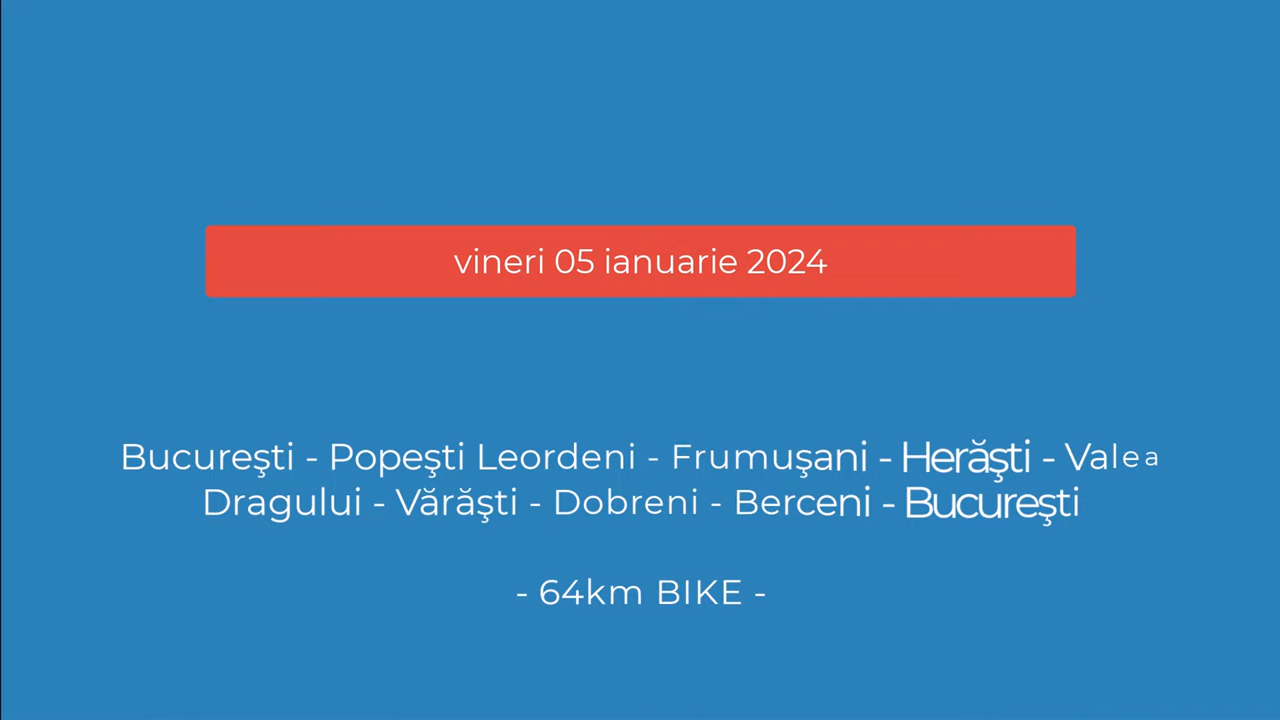 vineri 05 ianuarie 2024
Bucureşti - Popeşti Leordeni - Frumuşani - Herăşti - Valea
Dragului - Vărăşti - Dobreni - Berceni - Bucureşti
- 64km BIKE -